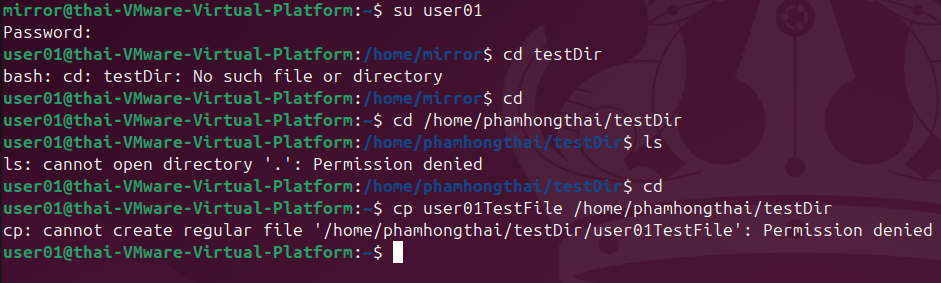 mirror@thai-VMware-Virtual-Platform:~$ su user01
Password:
user01@thai-VMware-Virtual-Platform:/home/mirror$ cd testDir
bash: cd: testDir: No such file or directory
user01@thai-VMware-Virtual-Platform:/home/mirror$ cd
user01@thai-VMware-Virtual-Platform:~$ cd /home/phamhongthai/testDir
user01@thai-VMware-Virtual-Platform:/home/phamhongthai/testDir$ ls
ls: cannot open directory '.': Permission denied
user01@thai-VMware-Virtual-Platform:/home/phamhongthai/testDir$ cd
user01@thai-VMware-Virtual-Platform:~$ cp user01TestFile /home/phamhongthai/testDir
cp: cannot create regular file '/home/phamhongthai/testDir/user01TestFile': Permission denied
user01@thai-VMware-Virtual-Platform:~$